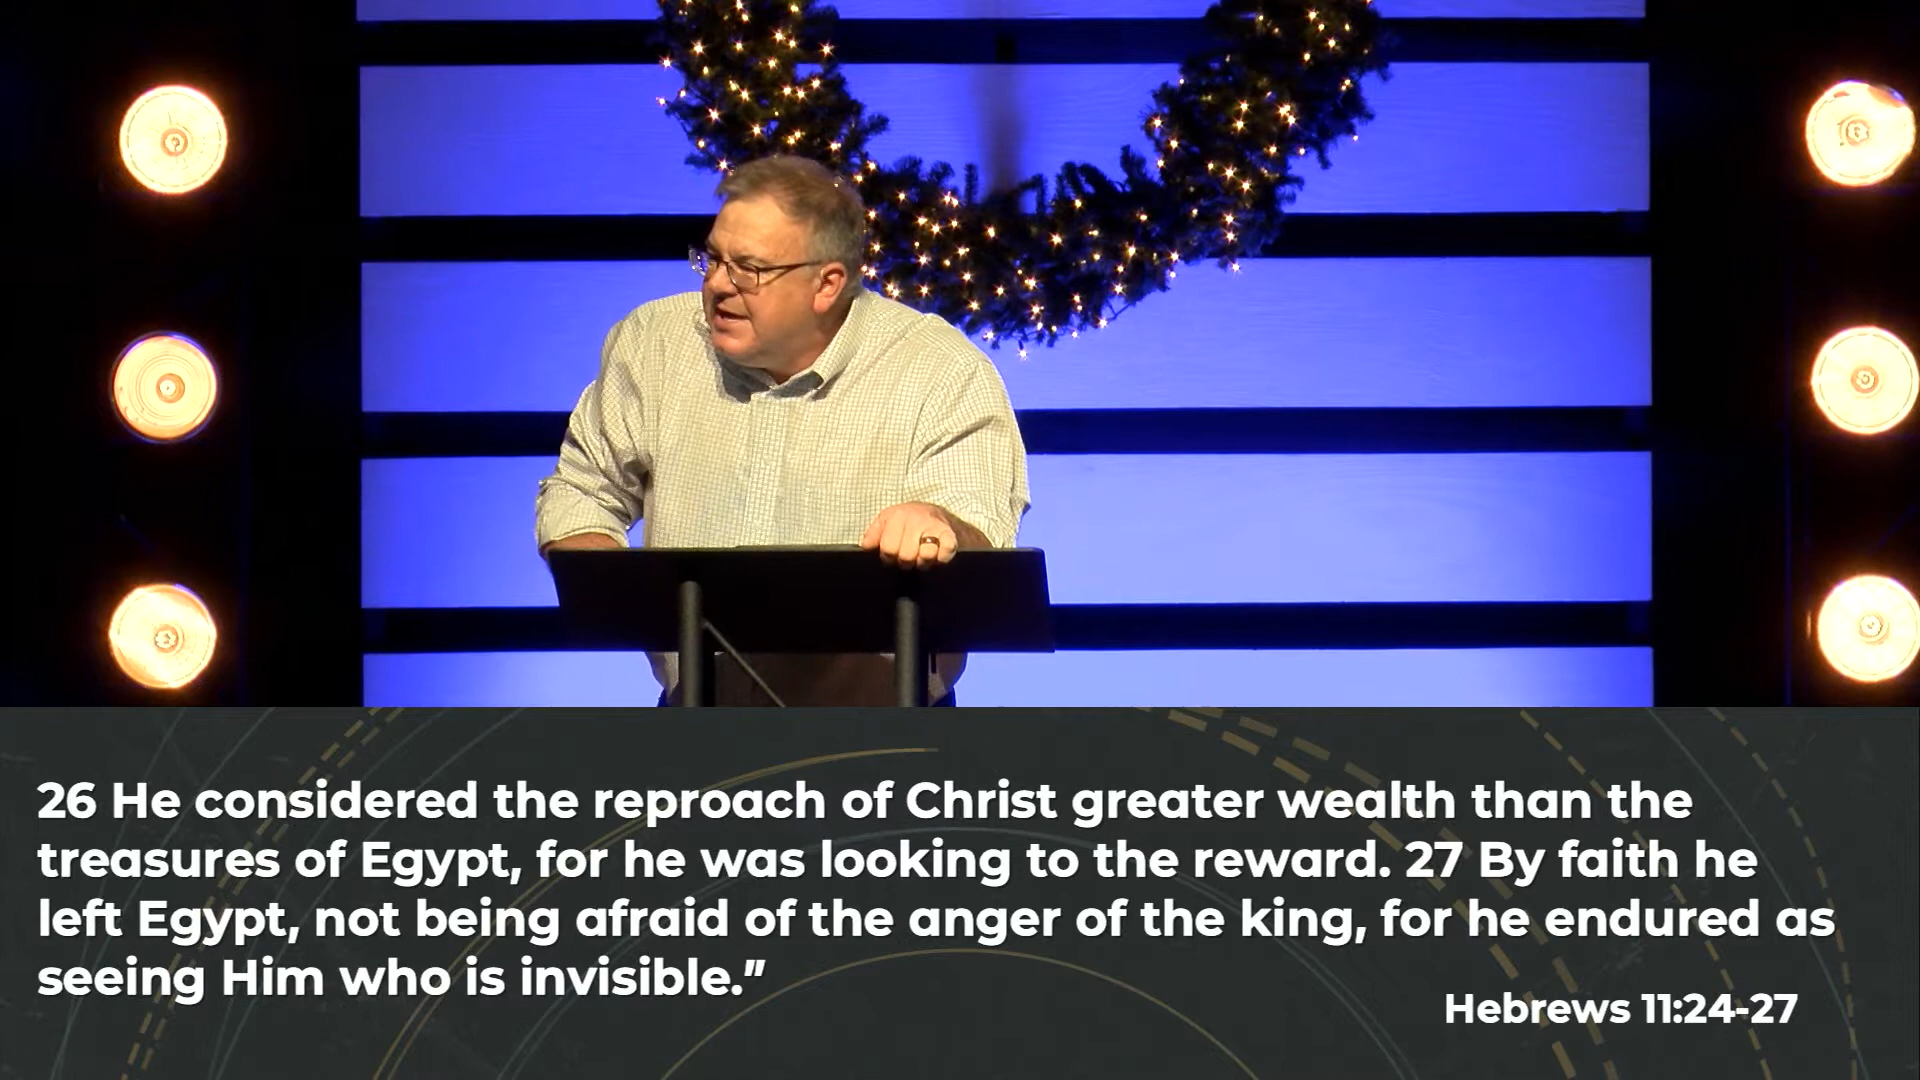 26 He considered the reproach of Christ greater wealth than the
treasures of Egypt, for he was looking to the reward. 27 By faith he
left Egypt, not being afraid of the anger of the king, for he endured as
seeing Him who is invisible.”
Hebrews 11:24-27